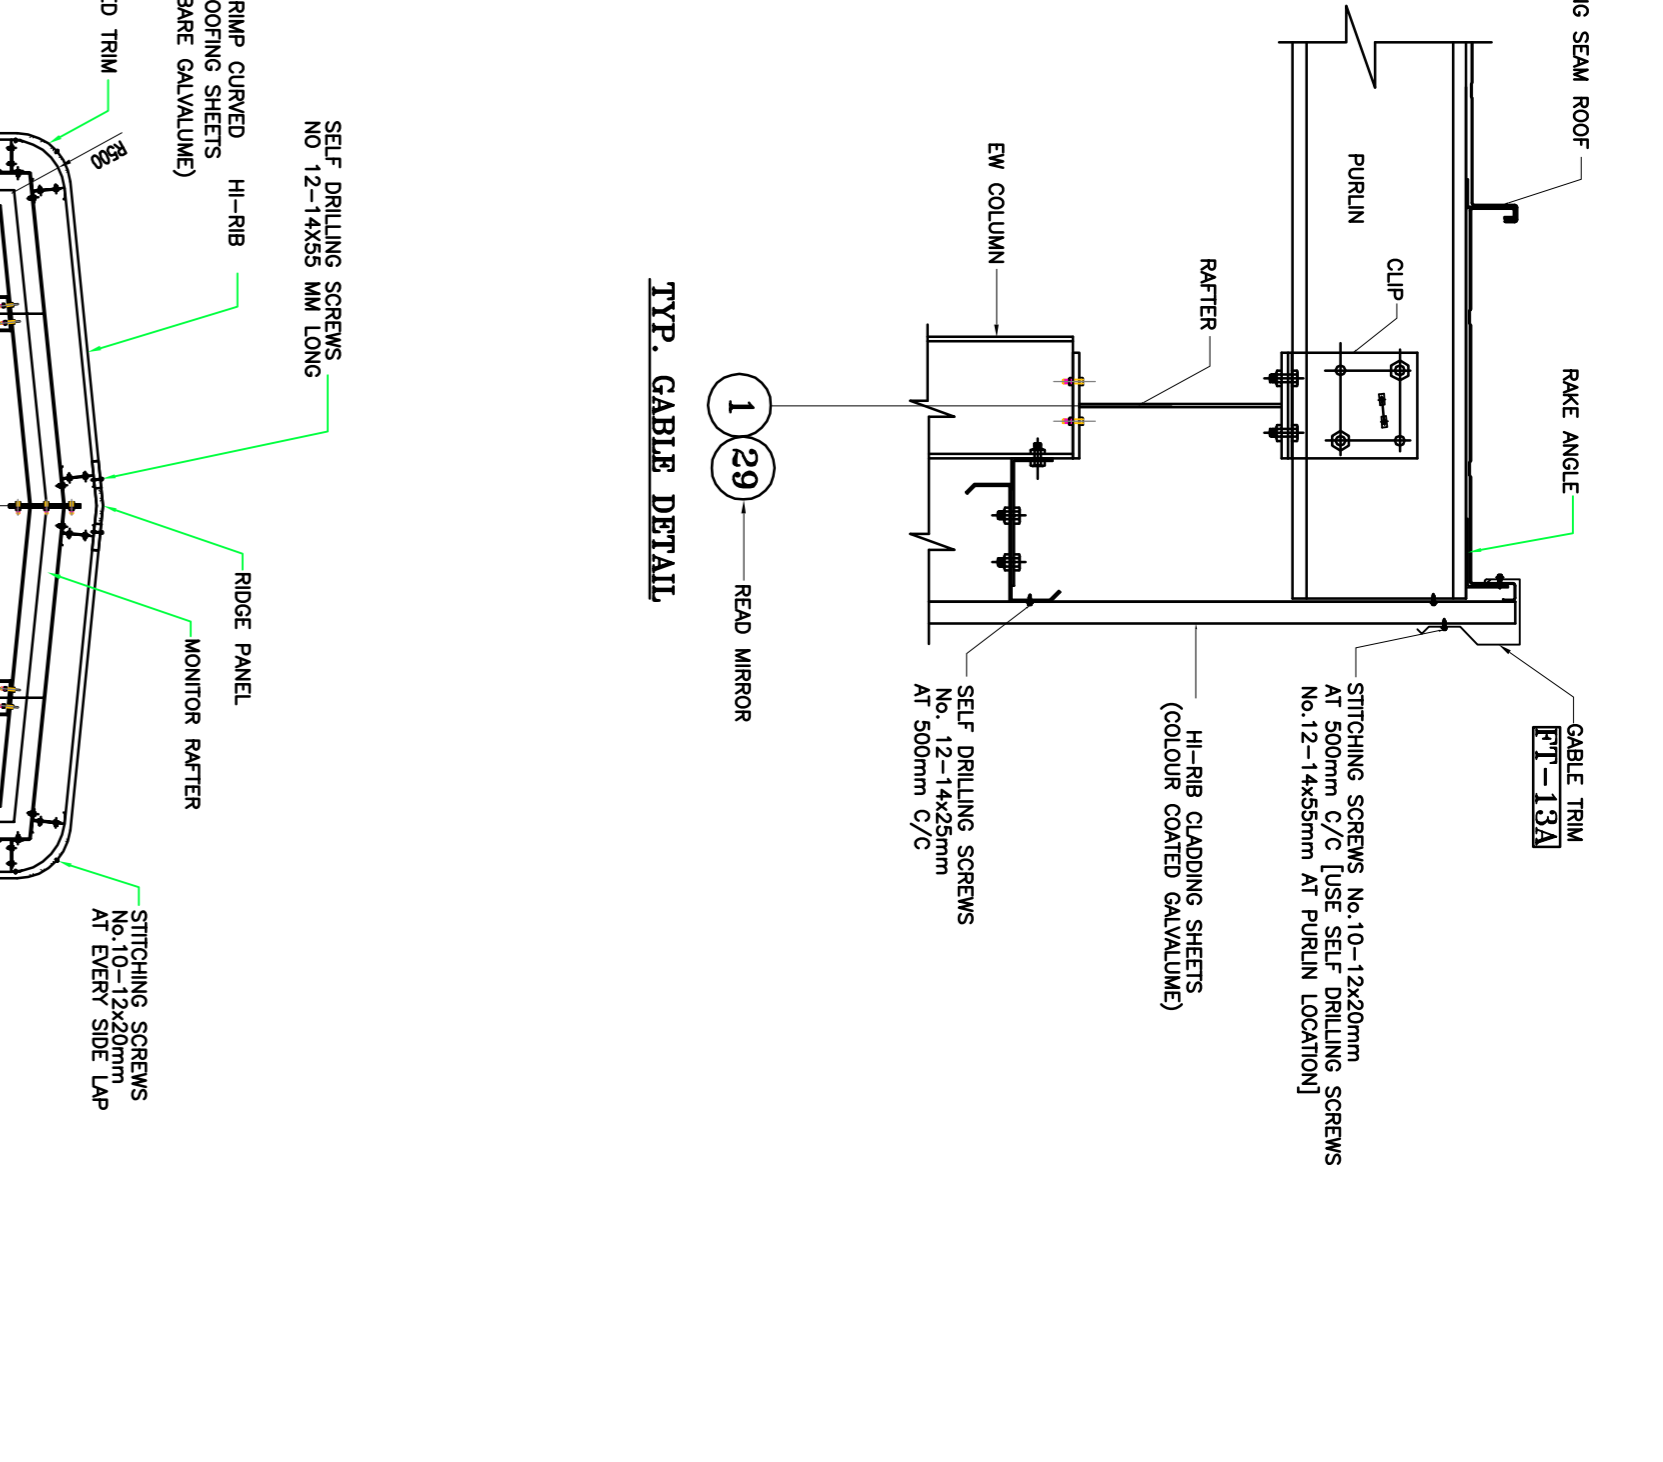 NG SEAM ROOF
RAKE ANGLE
GABLE TRIM
FT-13A
CLIP
PURLIN
STITCHING SCREWS No.10-12x20mm
AT 500mm C/C [USE SELF DRILLING SCREWS
No.12-14x55mm AT PURLIN LOCATION]
RAFTER
HI-RIB CLADDING SHEETS
(COLOUR COATED GALVALUME)
EW COLUMN
SELF DRILLING SCREWS
No. 12-14x25mm
AT 500mm C/C
1
29
READ MIRROR
TYP. GABLE DETAIL
SELF DRILLING SCREWS
NO 12-14X55 MM LONG
RIMP CURVED HI-RIB
OOFING SHEETS
BARE GALVALUME)
RIDGE PANEL
MONITOR RAFTER
ED TRIM
R500
STITCHING SCREWS
No.10-12x20mm
AT EVERY SIDE LAP